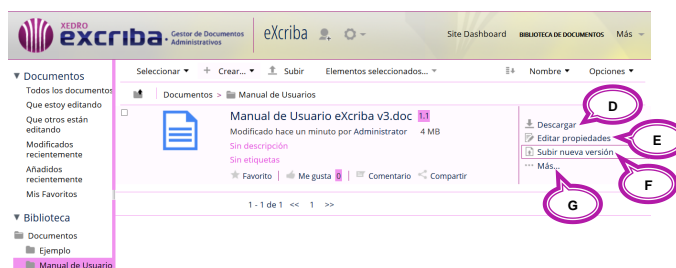 XEDRO
excriba
Gestor de Documentos
Administrativos
eXcriba
Site Dashboard BIBLIOTECA DE DOCUMENTOS Más
Documentos
Todos los documentos
Que estoy editando
Que otros están
editando
Modificados
recientemente
Añadidos
recientemente
Mis Favoritos
Biblioteca
Documentos
Ejemplo
Manual de Usuario
Seleccionar + Crear... Subir Elementos seleccionados... Nombre Opciones
Documentos > Manual de Usuarios
Manual de Usuario eXcriba v3.doc 1.1
Modificado hace un minuto por Administrator 4 MB
Sin descripción
Sin etiquetas
Favorito | Me gusta 0 | Comentario Compartir
Descargar
Editar propiedades
Subir nueva versión
··· Más...
D
E
F
G
1 - 1 de 1 << 1 >>